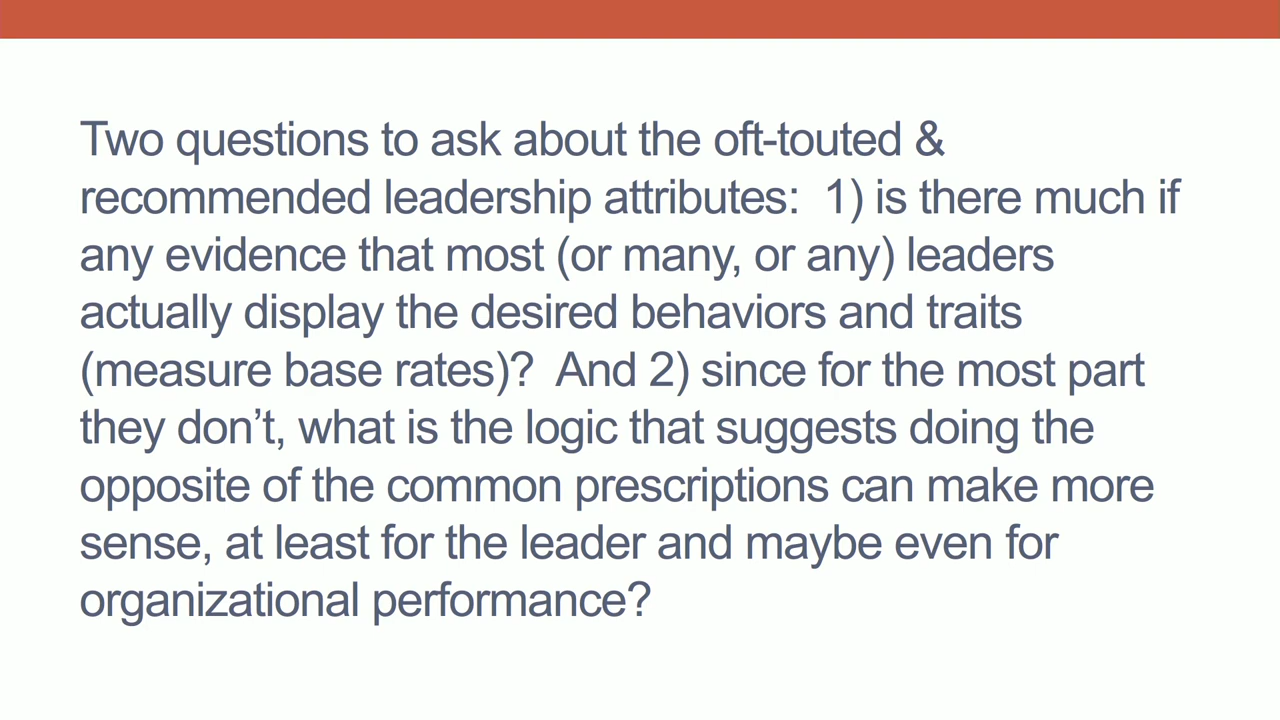 Two questions to ask about the oft-touted &
recommended leadership attributes:  1) is there much if
any evidence that most (or many, or any) leaders
actually display the desired behaviors and traits
(measure base rates)?  And 2) since for the most part
they don’t, what is the logic that suggests doing the
opposite of the common prescriptions can make more
sense, at least for the leader and maybe even for
organizational performance?